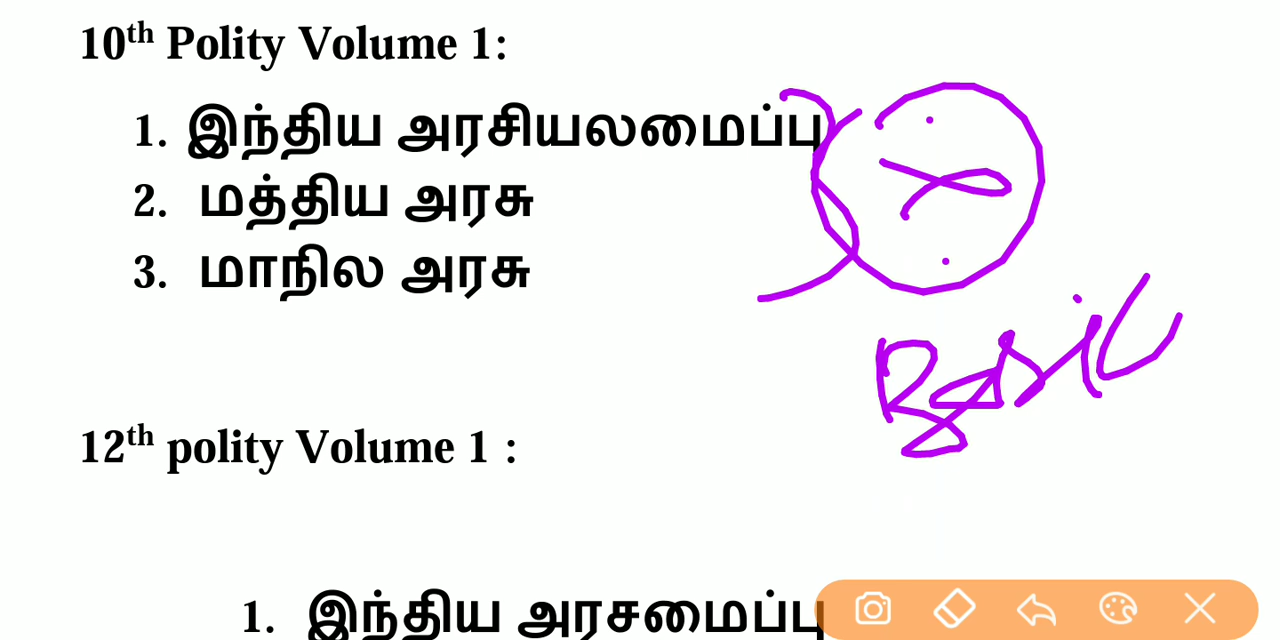 10th Polity Volume 1:
1. இந்திய அரசியலமைப்பு
2. மத்திய அரசு
3. மாநில அரசு
Basic
12th polity Volume 1 :
1. இந்திய அரசமைப்பு